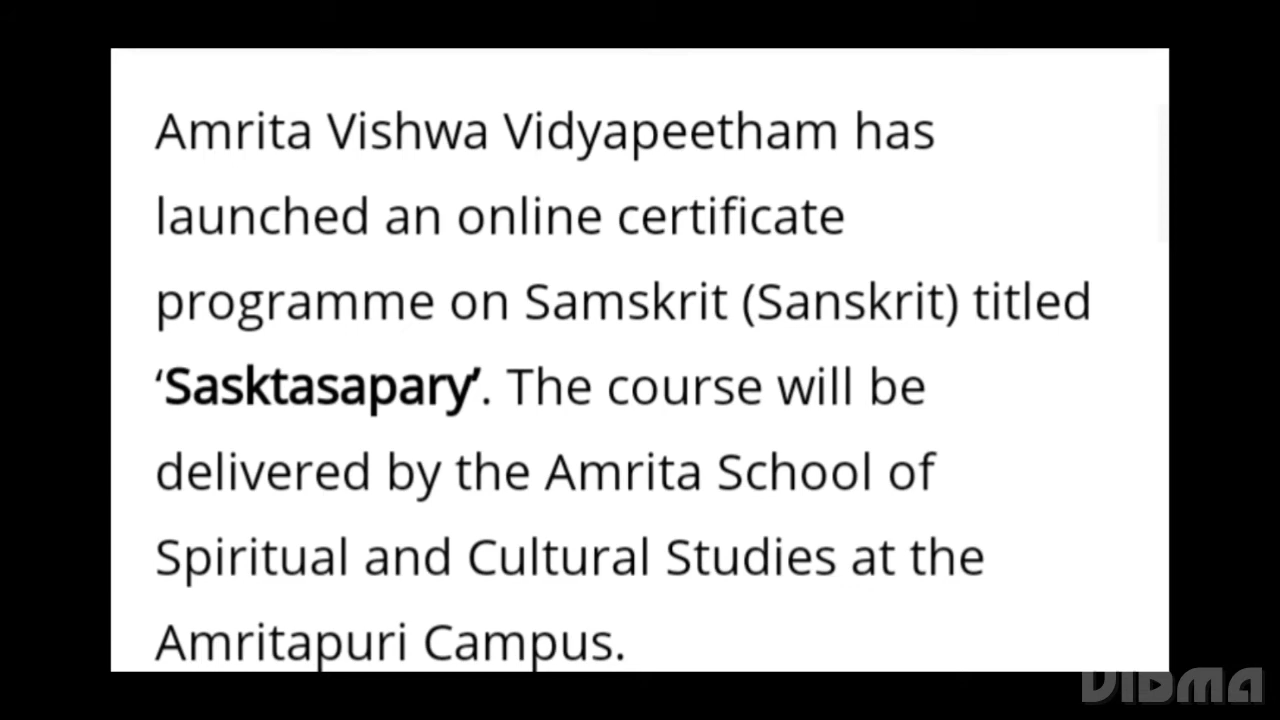 Amrita Vishwa Vidyapeetham has
launched an online certificate
programme on Samskrit (Sanskrit) titled
‘Sasktasapary’. The course will be
delivered by the Amrita School of
Spiritual and Cultural Studies at the
Amritapuri Campus.
VIDMA